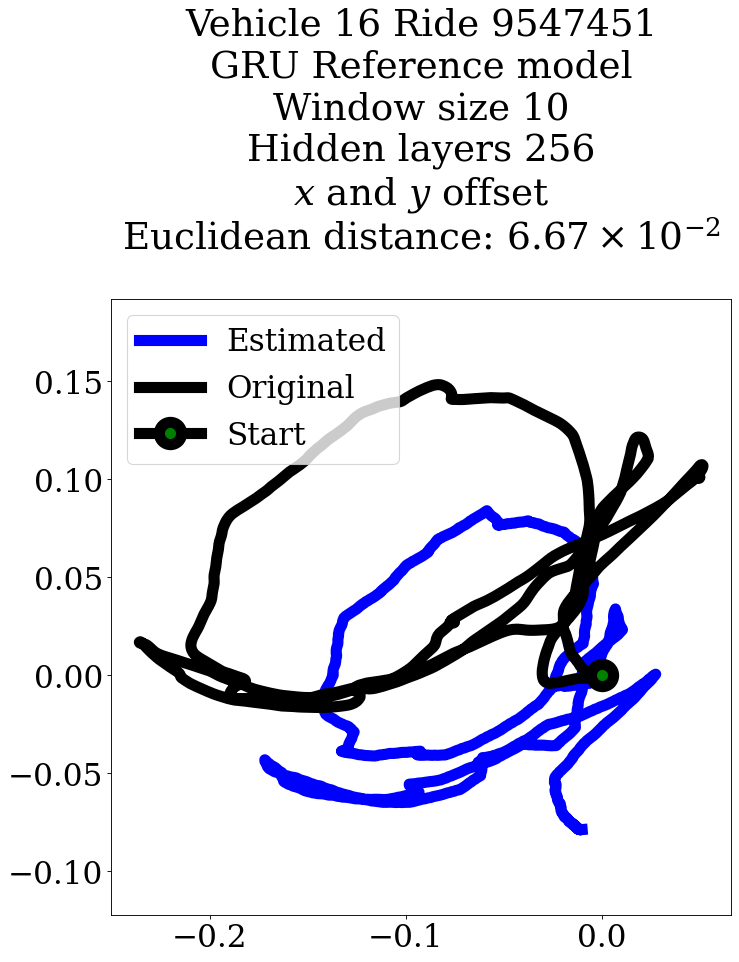 Vehicle 16 Ride 9547451
GRU Reference model
Window size 10
Hidden layers 256
x and y offset
Euclidean distance: 6.67 × 10⁻²
Estimated
Original
Start
0.15
0.10
0.05
0.00
−0.05
−0.10
−0.2 −0.1 0.0